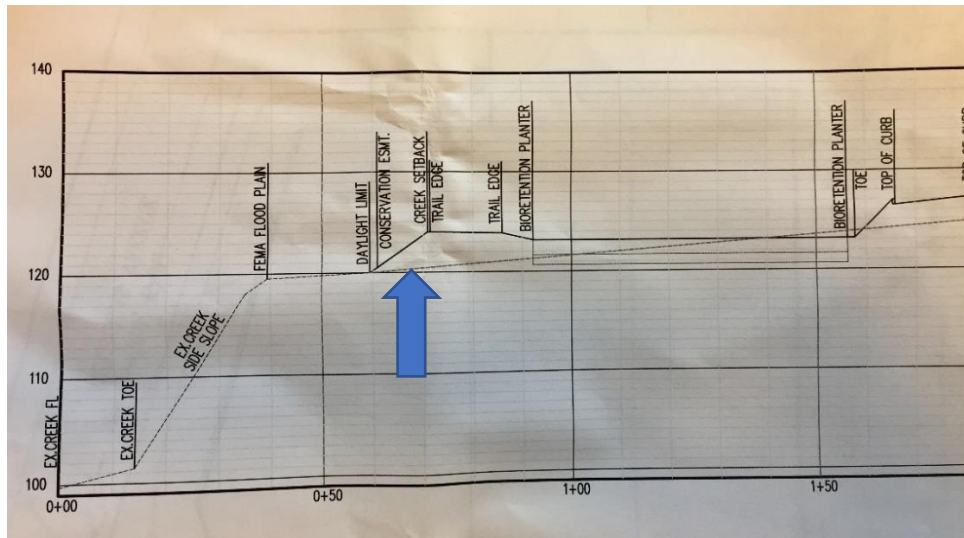 140
130
120
110
100
EX.CREEK FL
EX.CREEK TOE
EX.CREEK
SIDE SLOPE
FEMA FLOOD PLAIN
DAYLIGHT LIMIT
CONSERVATION ESMT.
CREEK SETBACK
TRAIL EDGE
TRAIL EDGE
BIORETENTION PLANTER
BIORETENTION PLANTER
TOE
TOP OF CURB
0+00
0+50
1+00
1+50